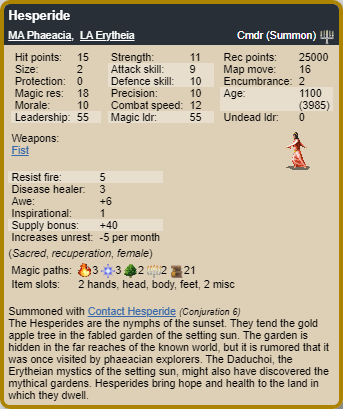 Hesperide
MA Phaeacia, LA Erytheia Cmdr (Summon)
Hit points: 15 Strength: 11 Rec points: 25000
Size: 2 Attack skill: 9 Map move: 16
Protection: 0 Defence skill: 10 Encumbrance: 2
Magic res: 18 Precision: 10 Age: 1100
Morale: 10 Combat speed: 12 (3985)
Leadership: 55 Magic ldr: 55 Undead ldr: 0
Weapons:
Fist
Resist fire: 5
Disease healer: 3
Awe: +6
Inspirational: 1
Supply bonus: +40
Increases unrest: -5 per month
(Sacred, recuperation, female)
Magic paths: 3 3 2 2 21
Item slots: 2 hands, head, body, feet, 2 misc
Summoned with Contact Hesperide (Conjuration 6)
The Hesperides are the nymphs of the sunset. They tend the gold
apple tree in the fabled garden of the setting sun. The garden is
hidden in the far reaches of the known world, but it is rumored that it
was once visited by phaeacian explorers. The Daduchoi, the
Erytheian mystics of the setting sun, might also have discovered the
mythical gardens. Hesperides bring hope and health to the land in
which they dwell.